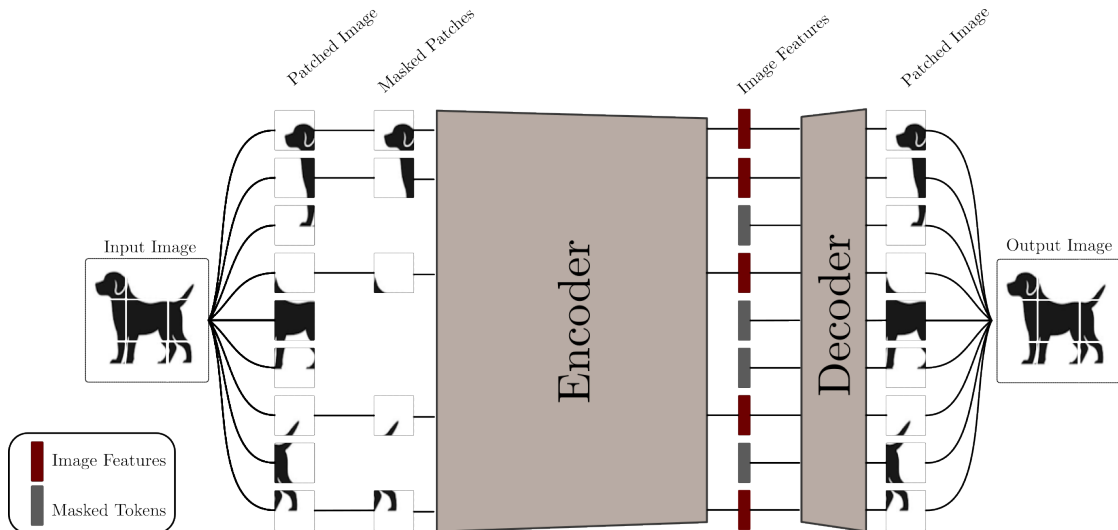 Patched Image
Masked Patches
Image Features
Patched Image
Input Image
Output Image
Encoder
Decoder
Image Features
Masked Tokens